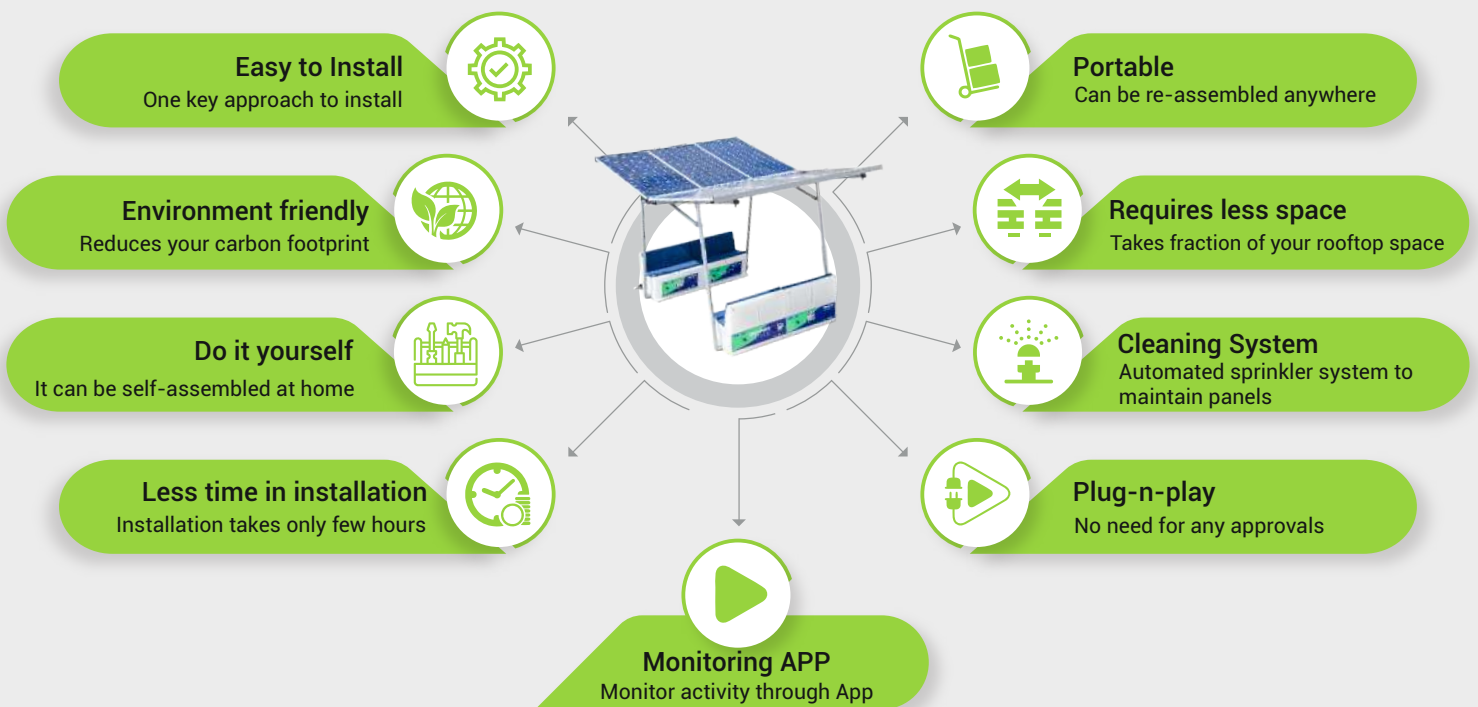 Easy to Install
One key approach to install
Environment friendly
Reduces your carbon footprint
Do it yourself
It can be self-assembled at home
Less time in installation
Installation takes only few hours
Portable
Can be re-assembled anywhere
Requires less space
Takes fraction of your rooftop space
Cleaning System
Automated sprinkler system to
maintain panels
Plug-n-play
No need for any approvals
Monitoring APP
Monitor activity through App